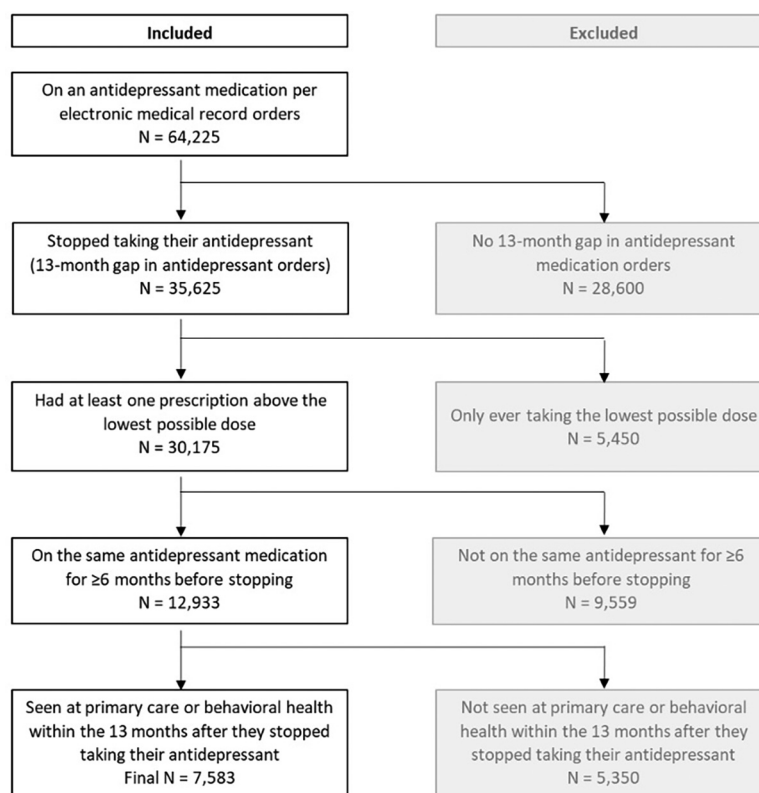 Included
Excluded
On an antidepressant medication per
electronic medical record orders
N = 64,225
Stopped taking their antidepressant
(13-month gap in antidepressant orders)
N = 35,625
No 13-month gap in antidepressant
medication orders
N = 28,600
Had at least one prescription above the
lowest possible dose
N = 30,175
Only ever taking the lowest possible dose
N = 5,450
On the same antidepressant medication
for ≥6 months before stopping
N = 12,933
Not on the same antidepressant for ≥6
months before stopping
N = 9,559
Seen at primary care or behavioral health
within the 13 months after they stopped
taking their antidepressant
Final N = 7,583
Not seen at primary care or behavioral
health within the 13 months after they
stopped taking their antidepressant
N = 5,350